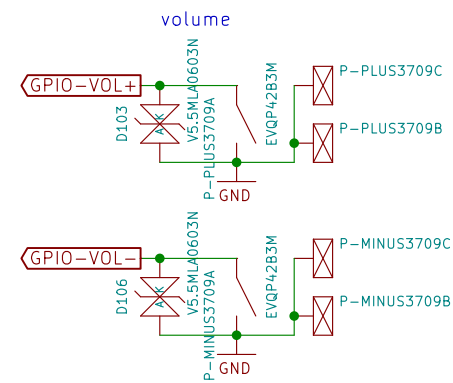 volume
GPIO-VOL+
D103
A
K
V5.5MLA0603N
P-PLUS3709A
EVQP42B3M
P-PLUS3709C
P-PLUS3709B
GND
GPIO-VOL-
D106
A
K
V5.5MLA0603N
P-MINUS3709A
EVQP42B3M
P-MINUS3709C
P-MINUS3709B
GND